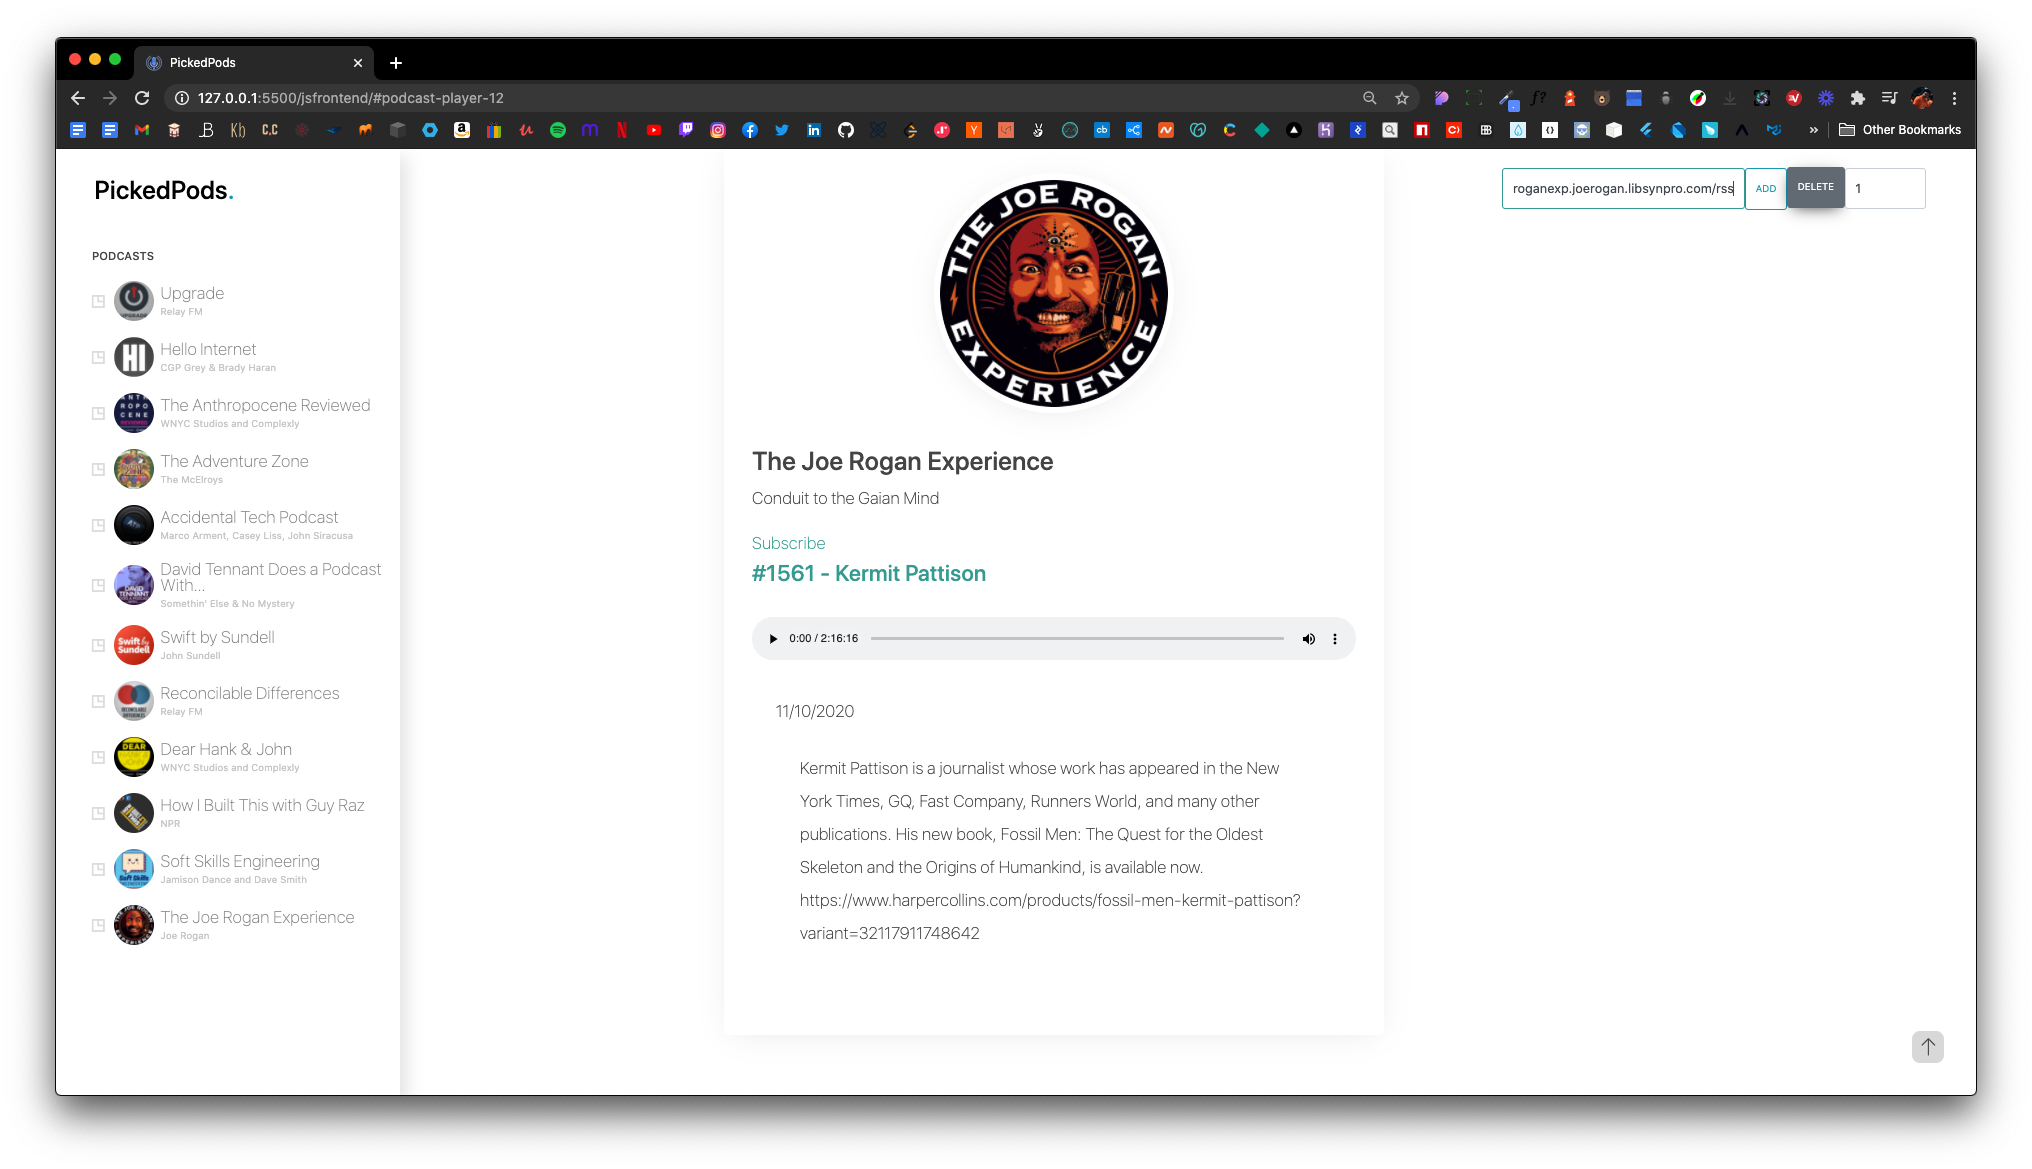 PickedPods
127.0.0.1:5500/jsfrontend/#podcast-player-12
Other Bookmarks
PickedPods.
roganexp.joerogan.libsynpro.com/rss
ADD
DELETE
1
PODCASTS
Upgrade
Relay FM
Hello Internet
CGP Grey & Brady Haran
The Anthropocene Reviewed
WNYC Studios and Complexly
The Adventure Zone
The McElroys
Accidental Tech Podcast
Marco Arment, Casey Liss, John Siracusa
David Tennant Does a Podcast
With...
Somethin' Else & No Mystery
Swift by Sundell
John Sundell
Reconcilable Differences
Relay FM
Dear Hank & John
WNYC Studios and Complexly
How I Built This with Guy Raz
NPR
Soft Skills Engineering
Jamison Dance and Dave Smith
The Joe Rogan Experience
Joe Rogan
THE JOE ROGAN
EXPERIENCE
The Joe Rogan Experience
Conduit to the Gaian Mind
Subscribe
#1561 - Kermit Pattison
0:00 / 2:16:16
11/10/2020
Kermit Pattison is a journalist whose work has appeared in the New
York Times, GQ, Fast Company, Runners World, and many other
publications. His new book, Fossil Men: The Quest for the Oldest
Skeleton and the Origins of Humankind, is available now.
https://www.harpercollins.com/products/fossil-men-kermit-pattison?
variant=32117911748642